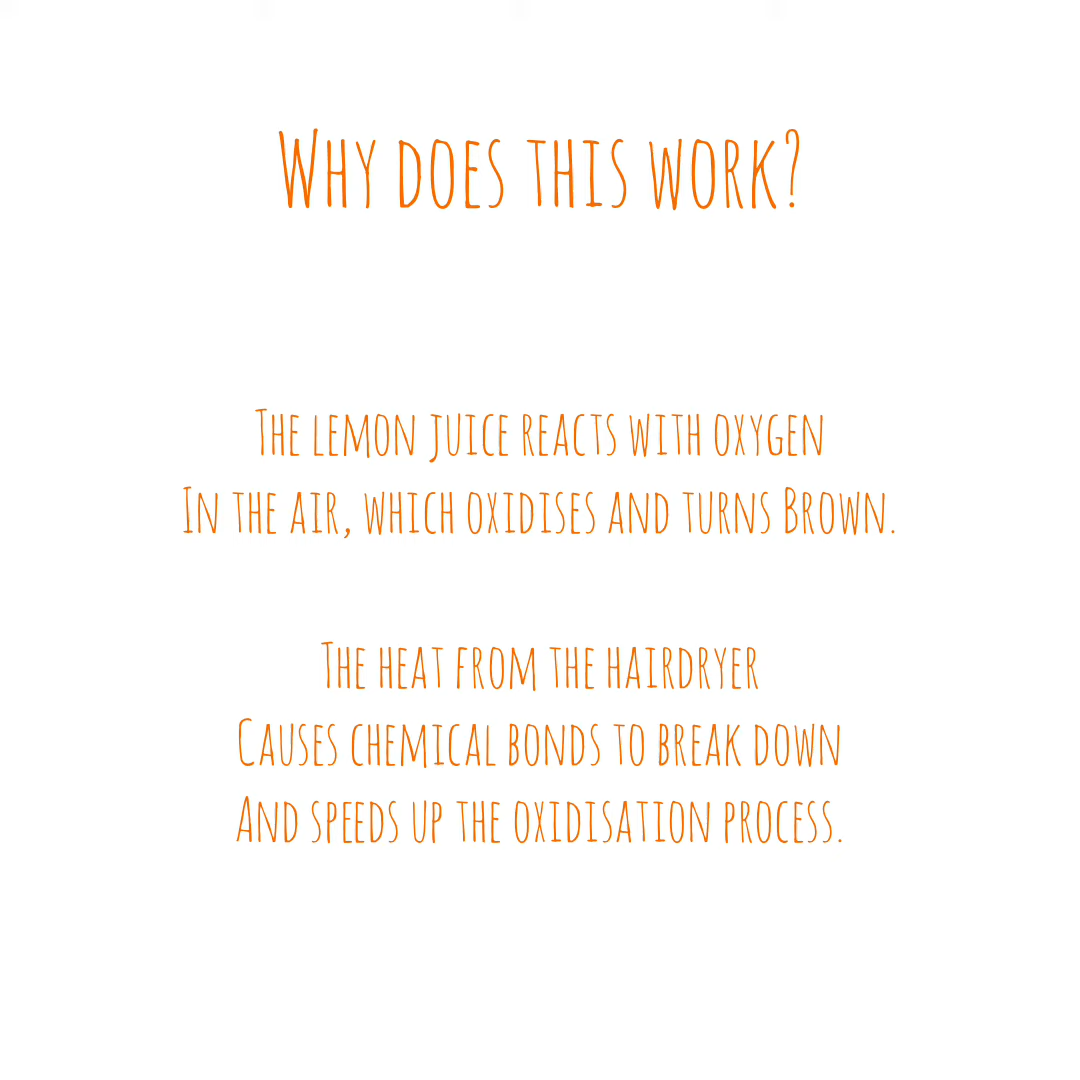 Why does this work?
The lemon juice reacts with oxygen
In the air, which oxidises and turns Brown.
The heat from the hairdryer
Causes chemical bonds to break down
And speeds up the oxidisation process.